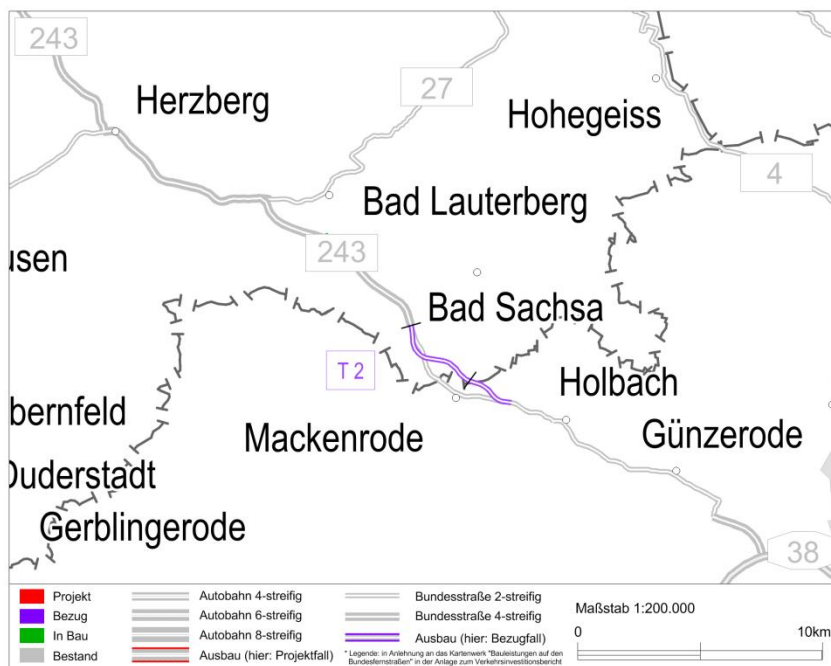 243
Herzberg
27
Hohegeiss
4
Bad Lauterberg
usen
243
Bad Sachsa
T 2
Holbach
bernfeld
Mackenrode
Günzerode
Duderstadt
Gerblingerode
38
Projekt
Bezug
In Bau
Bestand
Autobahn 4-streifig
Autobahn 6-streifig
Autobahn 8-streifig
Ausbau (hier: Projektfall)
Bundesstraße 2-streifig
Bundesstraße 4-streifig
Ausbau (hier: Bezugfall)
* Legende: in Anlehnung an das Kartenwerk "Bauleistungen auf den
Bundesfernstraßen" in der Anlage zum Verkehrsinvestitionsbericht
Maßstab 1:200.000
0 10km